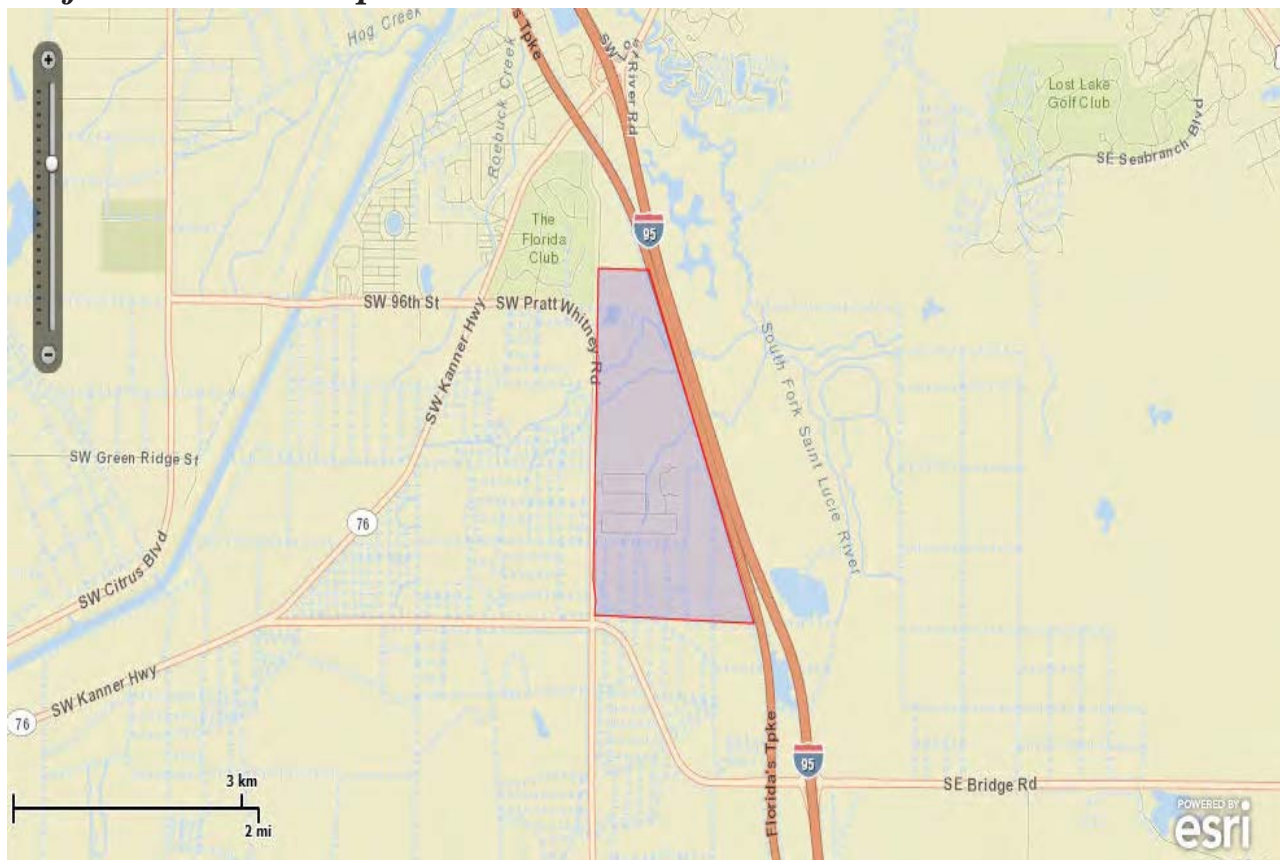 Hog Creek
s Tpke
SW
River Rd
Roebuck Creek
Lost Lake
Golf Club
SE Seabranch Blvd
The
Florida
Club
95
SW 96th St
SW Pratt Whitney Rd
SW Kanner Hwy
South Fork Saint Lucie River
SW Green Ridge St
76
SW Citrus Blvd
SW Kanner Hwy
76
Florida's Tpke
95
SE Bridge Rd
3 km
2 mi
POWERED BY
esri